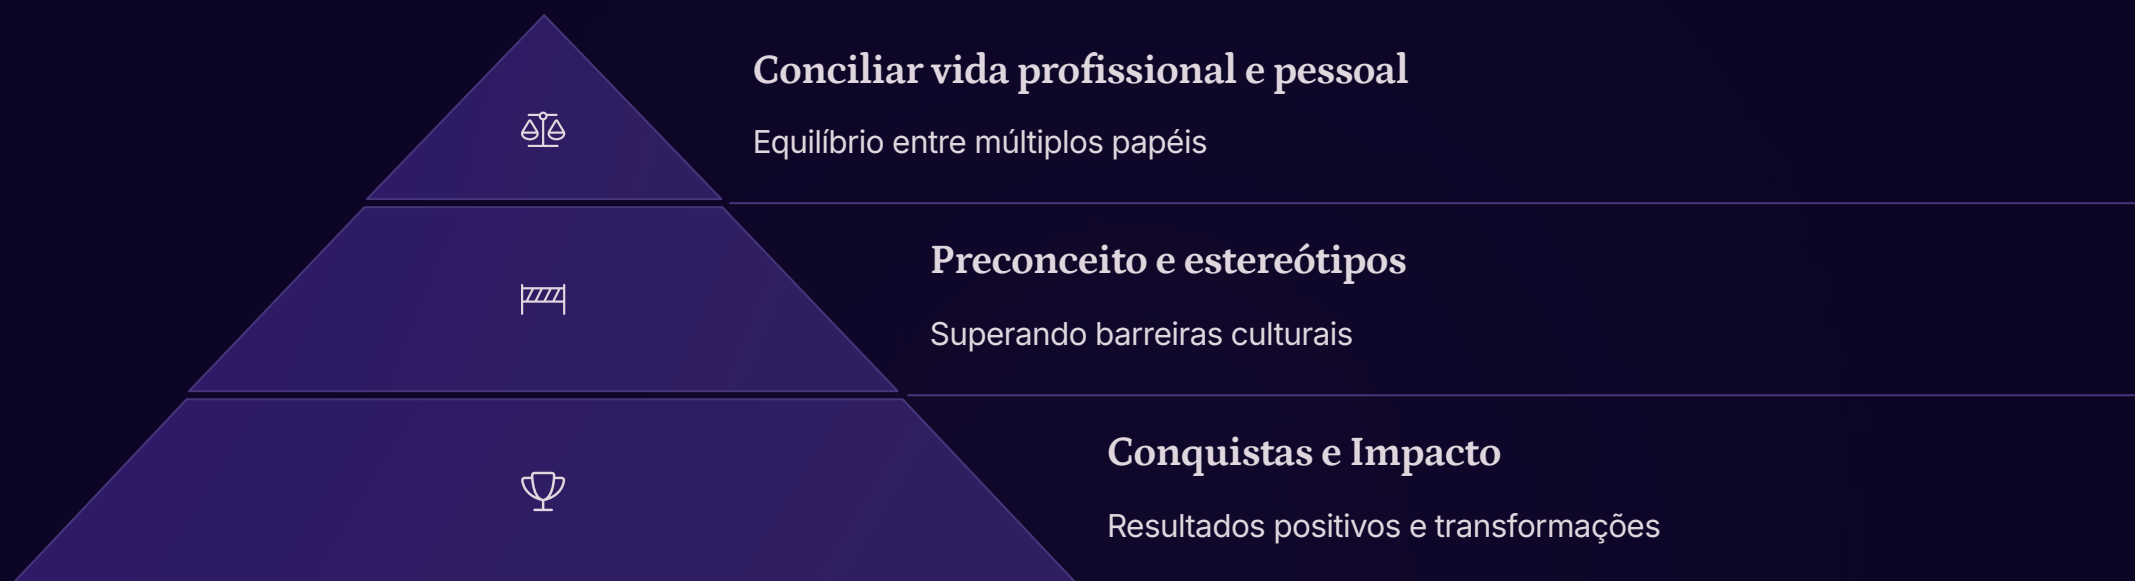 Conciliar vida profissional e pessoal
Equilíbrio entre múltiplos papéis
Preconceito e estereótipos
Superando barreiras culturais
Conquistas e Impacto
Resultados positivos e transformações